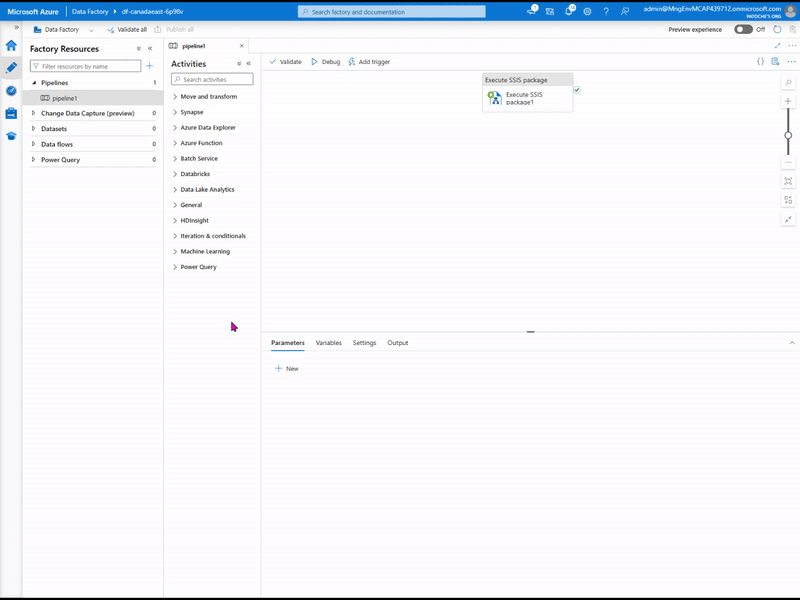 Microsoft Azure
Data Factory
df-canadaeast-6p98v
Search factory and documentation
admin@MngEnvMCAP439712.onmicrosoft.com
PATOCHE'S ORG
Data Factory
Validate all
Publish all
Preview experience
Off
Factory Resources
Filter resources by name
Pipelines 1
pipeline1
Change Data Capture (preview) 0
Datasets 0
Data flows 0
Power Query 0
pipeline1
Activities
Search activities
Move and transform
Synapse
Azure Data Explorer
Azure Function
Batch Service
Databricks
Data Lake Analytics
General
HDInsight
Iteration & conditionals
Machine Learning
Power Query
Validate
Debug
Add trigger
Execute SSIS package
Execute SSIS
package1
Parameters
Variables
Settings
Output
New